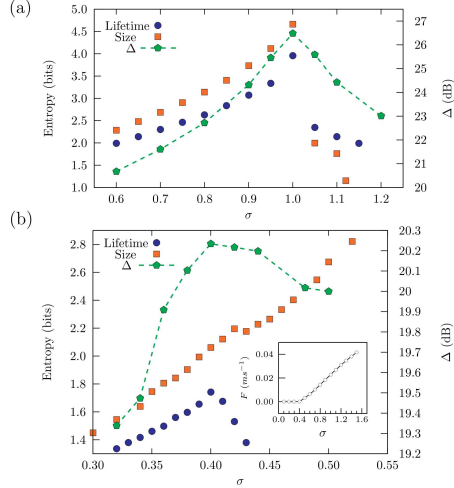 (a)
Lifetime
Size
Δ
5.0
4.5
4.0
3.5
3.0
2.5
2.0
1.5
1.0
Entropy (bits)
27
26
25
24
23
22
21
20
Δ (dB)
0.6 0.7 0.8 0.9 1.0 1.1 1.2
σ
(b)
Lifetime
Size
Δ
2.8
2.6
2.4
2.2
2.0
1.8
1.6
1.4
Entropy (bits)
20.3
20.2
20.1
20
19.9
19.8
19.7
19.6
19.5
19.4
19.3
19.2
Δ (dB)
F (ms⁻¹)
0.04
0.02
0.00
0.0 0.4 0.8 1.2 1.6
σ
0.30 0.35 0.40 0.45 0.50 0.55
σ